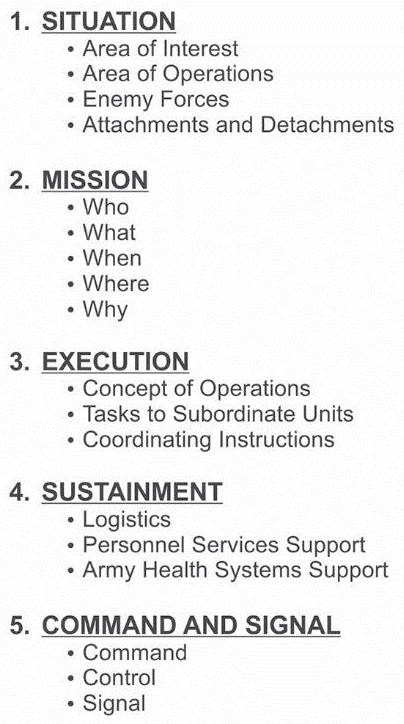 1. SITUATION
• Area of Interest
• Area of Operations
• Enemy Forces
• Attachments and Detachments
2. MISSION
• Who
• What
• When
• Where
• Why
3. EXECUTION
• Concept of Operations
• Tasks to Subordinate Units
• Coordinating Instructions
4. SUSTAINMENT
• Logistics
• Personnel Services Support
• Army Health Systems Support
5. COMMAND AND SIGNAL
• Command
• Control
• Signal